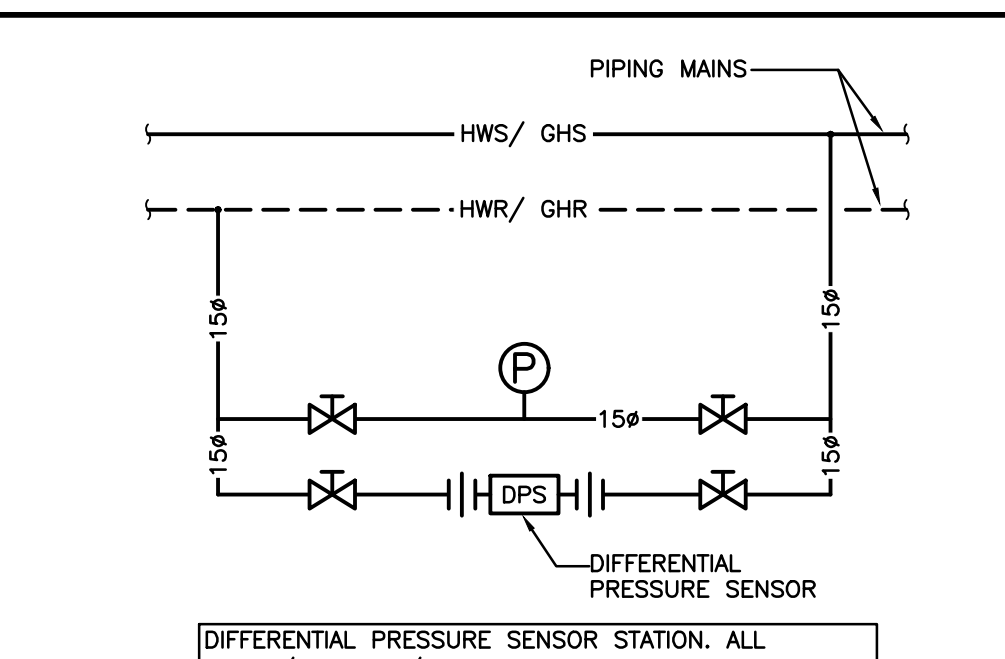 PIPING MAINS
HWS/ GHS
HWR/ GHR
15ø
15ø
P
15ø
15ø
15ø
DPS
DIFFERENTIAL
PRESSURE SENSOR
DIFFERENTIAL PRESSURE SENSOR STATION. ALL